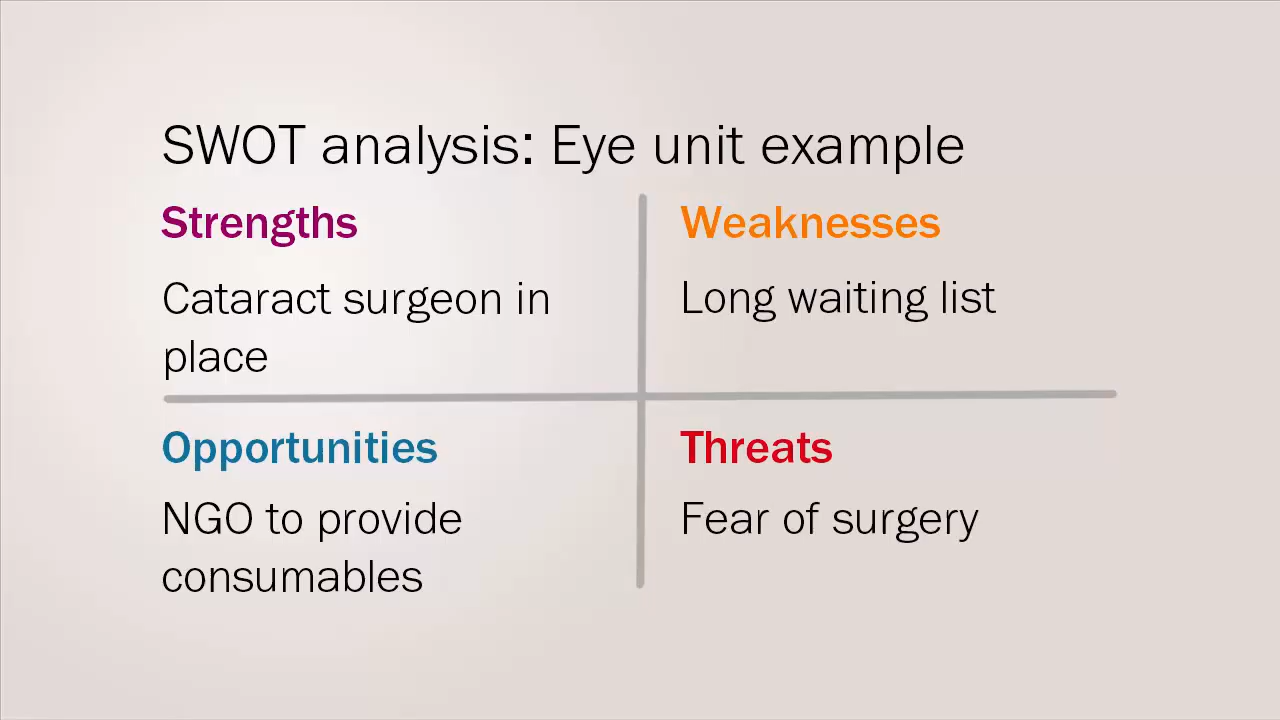 SWOT analysis: Eye unit example
Strengths
Cataract surgeon in
place
Weaknesses
Long waiting list
Opportunities
NGO to provide
consumables
Threats
Fear of surgery